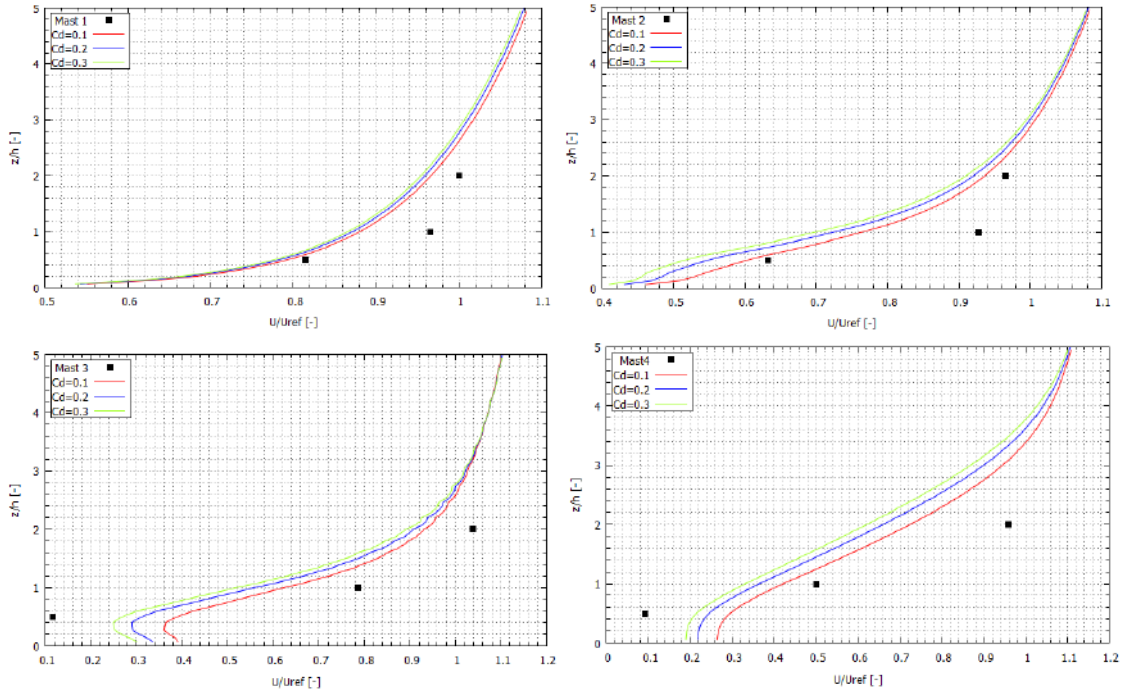 5
4
3
2
1
0
z/h [-]
Mast 1
Cd=0.1
Cd=0.2
Cd=0.3
0.5 0.6 0.7 0.8 0.9 1 1.1
U/Uref [-]
5
4
3
2
1
0
z/h [-]
Mast 2
Cd=0.1
Cd=0.2
Cd=0.3
0.4 0.5 0.6 0.7 0.8 0.9 1 1.1
U/Uref [-]
5
4
3
2
1
0
z/h [-]
Mast 3
Cd=0.1
Cd=0.2
Cd=0.3
0.1 0.2 0.3 0.4 0.5 0.6 0.7 0.8 0.9 1 1.1 1.2
U/Uref [-]
5
4
3
2
1
0
z/h [-]
Mast4
Cd=0.1
Cd=0.2
Cd=0.3
0 0.1 0.2 0.3 0.4 0.5 0.6 0.7 0.8 0.9 1 1.1 1.2
U/Uref [-]